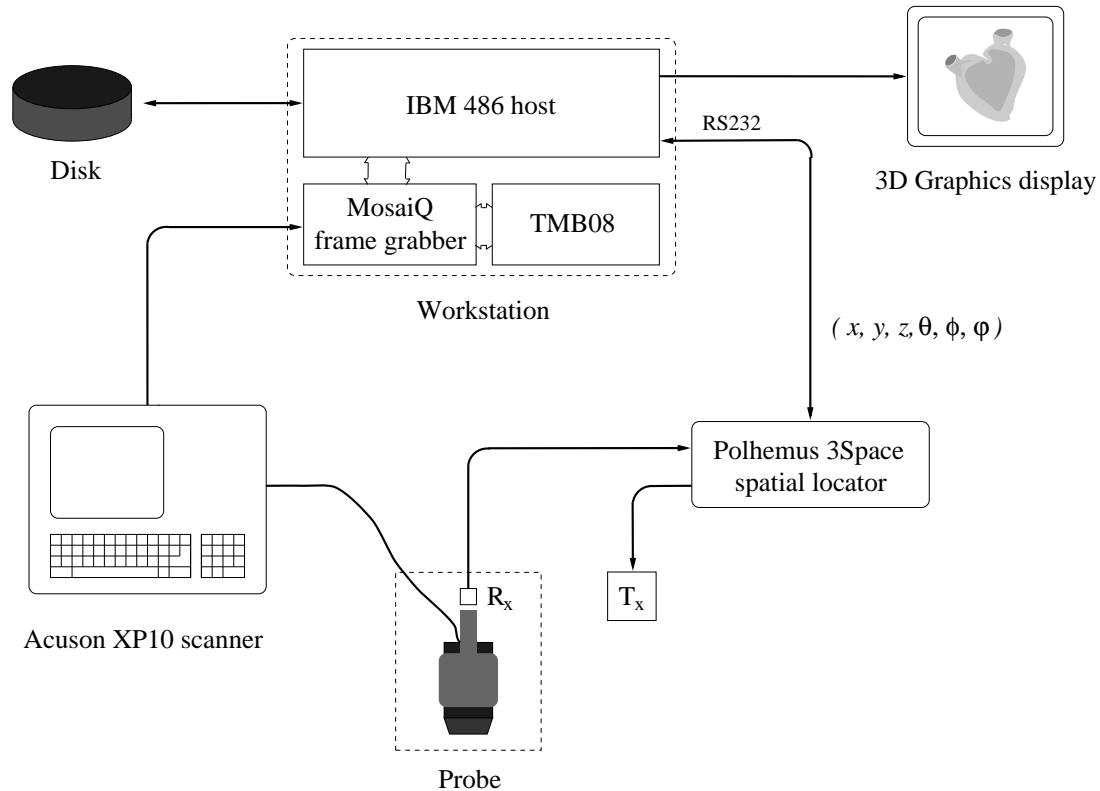 IBM 486 host
RS232
Disk
3D Graphics display
MosaiQ
frame grabber
TMB08
Workstation
( x, y, z, θ, ϕ, φ )
Polhemus 3Space
spatial locator
Rx
Tx
Acuson XP10 scanner
Probe